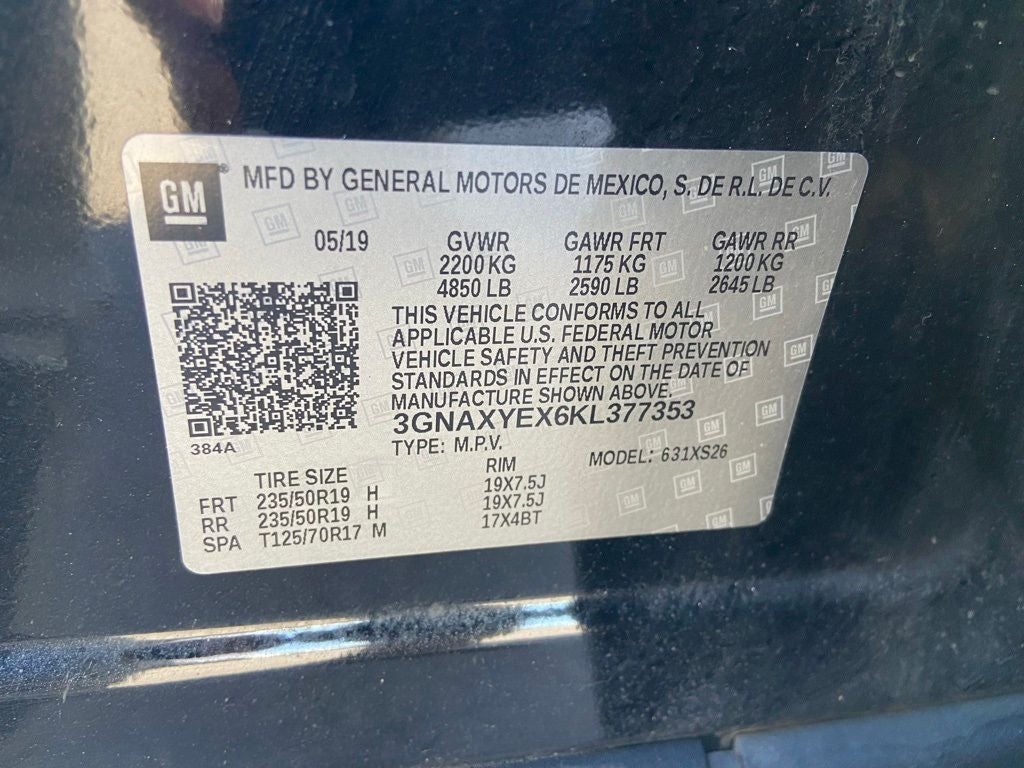 GM ® MFD BY GENERAL MOTORS DE MEXICO, S. DE R.L. DE C.V.
05/19 GVWR GAWR FRT GAWR RR
2200 KG 1175 KG 1200 KG
4850 LB 2590 LB 2645 LB
THIS VEHICLE CONFORMS TO ALL
APPLICABLE U.S. FEDERAL MOTOR
VEHICLE SAFETY AND THEFT PREVENTION
STANDARDS IN EFFECT ON THE DATE OF
MANUFACTURE SHOWN ABOVE.
3GNAXYEX6KL377353
384A
TYPE: M.P.V. MODEL: 631XS26
TIRE SIZE RIM
FRT 235/50R19 H 19X7.5J
RR 235/50R19 H 19X7.5J
SPA T125/70R17 M 17X4BT